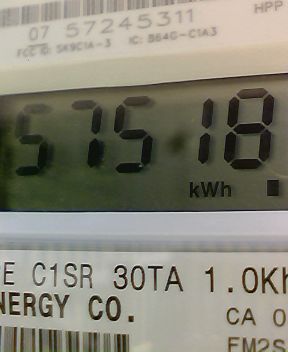 HPP
07 57245311
FCC ID: SK9C1A-3 IC: B64G-C1A3
57518
kWh
E C1SR 30TA 1.0Kh
NERGY CO.
CA 0
FM2S